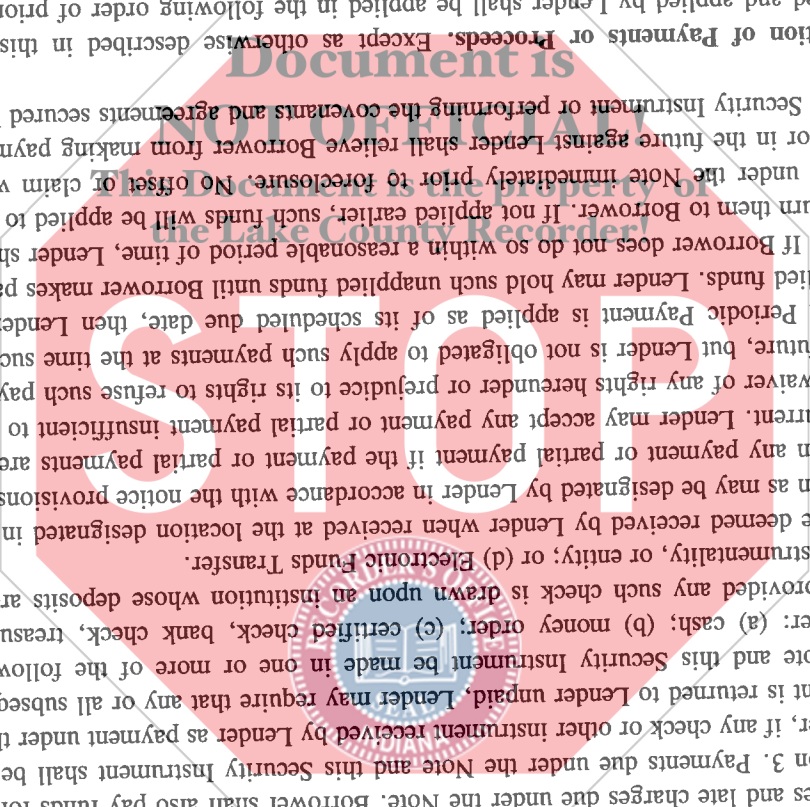 Document is
NOT OFFICIAL!
This Document is the property of
the Lake County Recorder!
STOP
RECORDER'S OFFICE
SEAL
INDIANA
es and late charges due under the Note. Borrower shall also pay funds for
on 3. Payments due under the Note and this Security Instrument shall be
er, if any check or other instrument received by Lender as payment under th
nt is returned to Lender unpaid, Lender may require that any or all subseq
ote and this Security Instrument be made in one or more of the follow
er: (a) cash; (b) money order; (c) certified check, bank check, treasu
provided any such check is drawn upon an institution whose deposits ar
strumentality, or entity; or (d) Electronic Funds Transfer.
e deemed received by Lender when received at the location designated in
n as may be designated by Lender in accordance with the notice provisions
n any payment or partial payment if the payment or partial payments are
urrent. Lender may accept any payment or partial payment insufficient to
waiver of any rights hereunder or prejudice to its rights to refuse such pay
uture, but Lender is not obligated to apply such payments at the time suc
Periodic Payment is applied as of its scheduled due date, then Lender
lied funds. Lender may hold such unapplied funds until Borrower makes pa
If Borrower does not do so within a reasonable period of time, Lender sh
urn them to Borrower. If not applied earlier, such funds will be applied to
under the Note immediately prior to foreclosure. No offset or claim w
or in the future against Lender shall relieve Borrower from making paym
Security Instrument or performing the covenants and agreements secured
tion of Payments or Proceeds. Except as otherwise described in this
d and applied by Lender shall be applied in the following order of prior